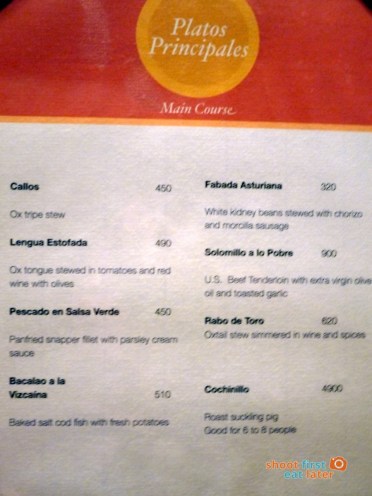 Platos
Principales
Main Course
Callos 450
Ox tripe stew
Lengua Estofada 490
Ox tongue stewed in tomatoes and red
wine with olives
Pescado en Salsa Verde 450
Panfried snapper fillet with parsley cream
sauce
Bacalao a la
Vizcaina 510
Baked salt cod fish with fresh potatoes
Fabada Asturiana 320
White kidney beans stewed with chorizo
and morcilla sausage
Solomillo a lo Pobre 900
U.S. Beef Tenderloin with extra virgin olive
oil and toasted garlic
Rabo de Toro 620
Oxtail stew simmered in wine and spices
Cochinillo 4900
Roast suckling pig
Good for 6 to 8 people
shoot first
eat later